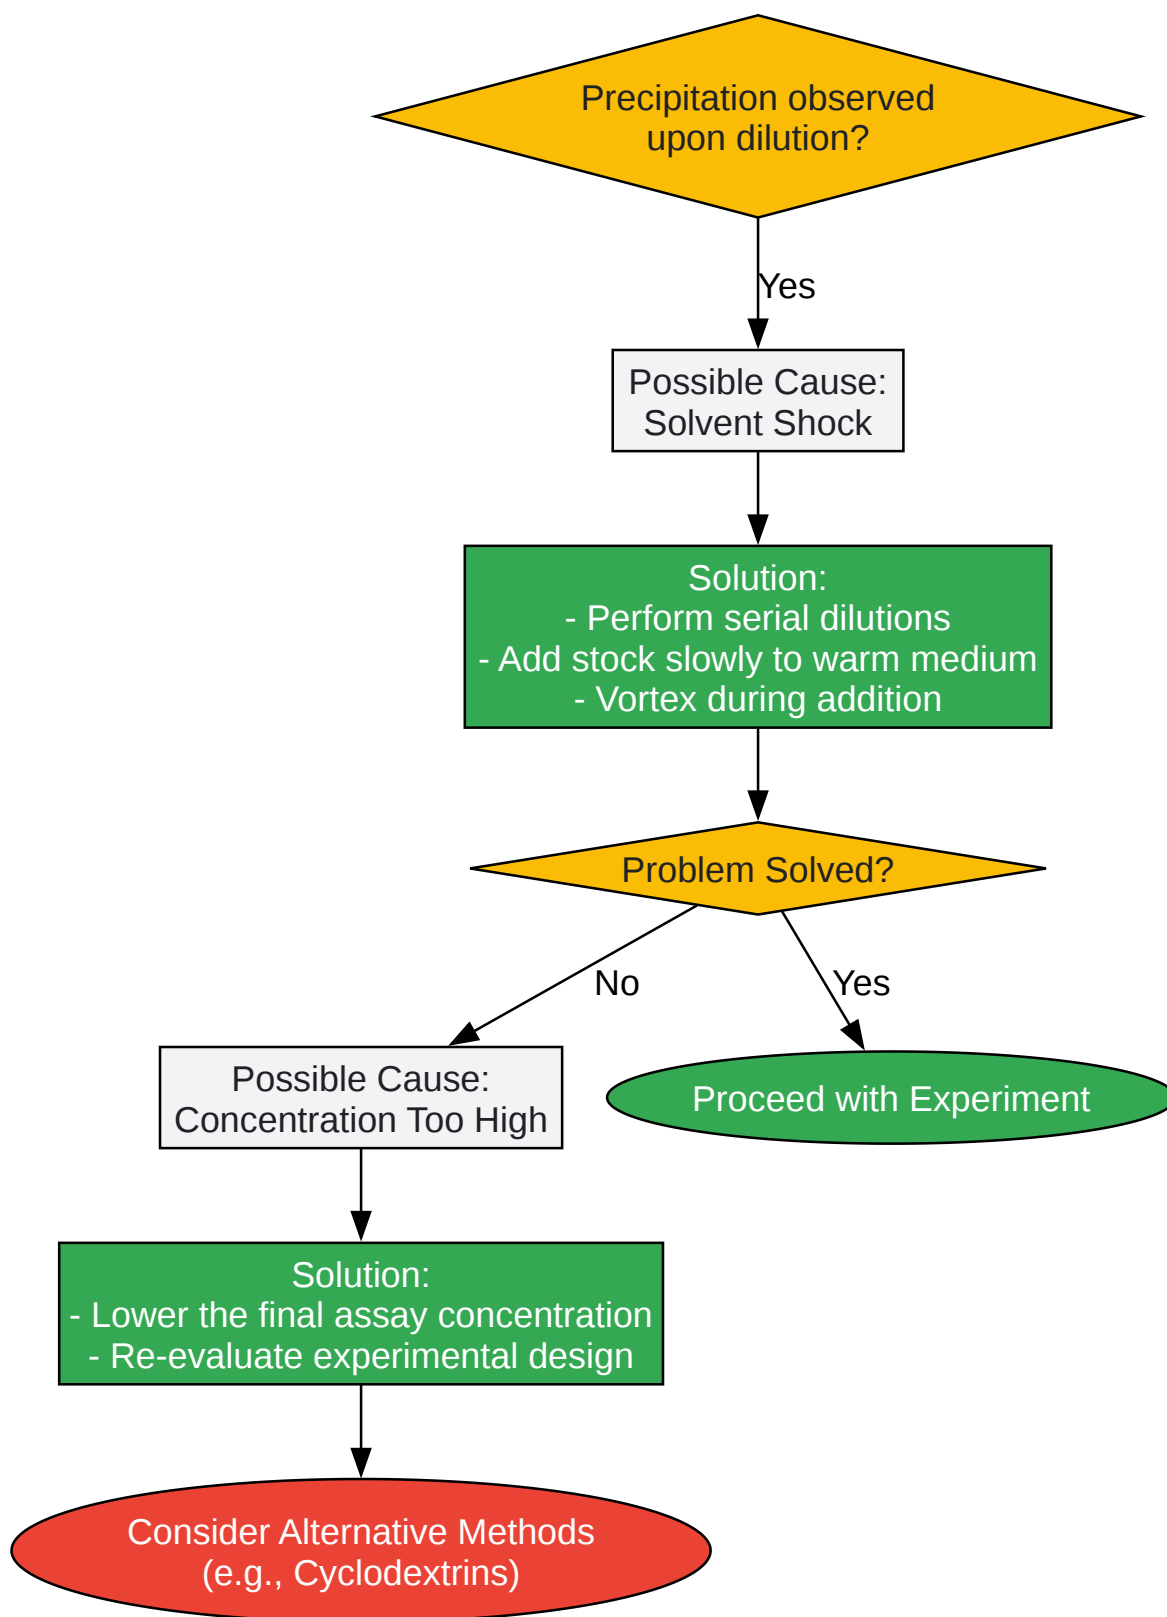 Precipitation observed
upon dilution?
Yes
Possible Cause:
Solvent Shock
Solution:
- Perform serial dilutions
- Add stock slowly to warm medium
- Vortex during addition
Problem Solved?
No
Yes
Possible Cause:
Concentration Too High
Proceed with Experiment
Solution:
- Lower the final assay concentration
- Re-evaluate experimental design
Consider Alternative Methods
(e.g., Cyclodextrins)